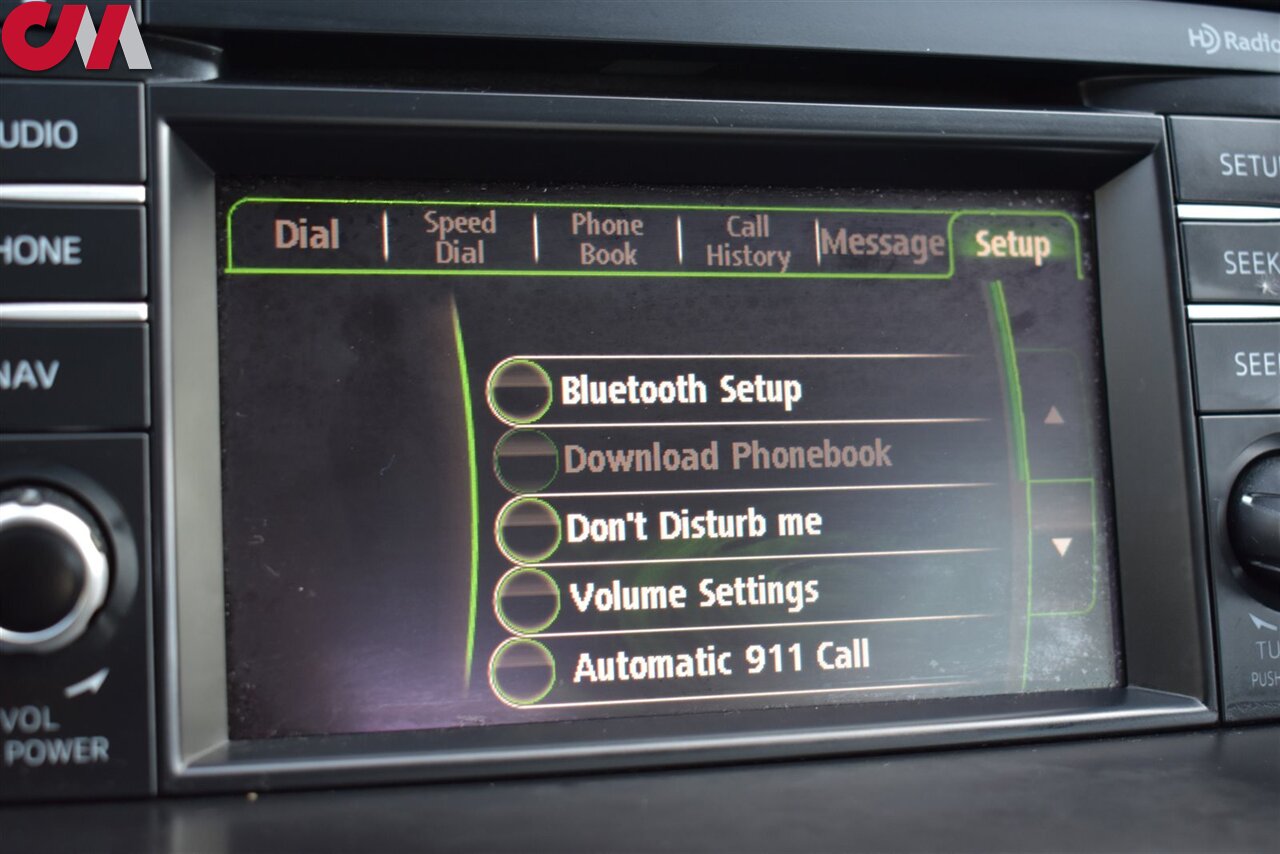 CM
HD Radio
UDIO
HONE
NAV
VOL
POWER
Dial
Speed
Dial
Phone
Book
Call
History
Message
Setup
Bluetooth Setup
Download Phonebook
Don't Disturb me
Volume Settings
Automatic 911 Call
SETU
SEEK
SEE
TU
PUSH